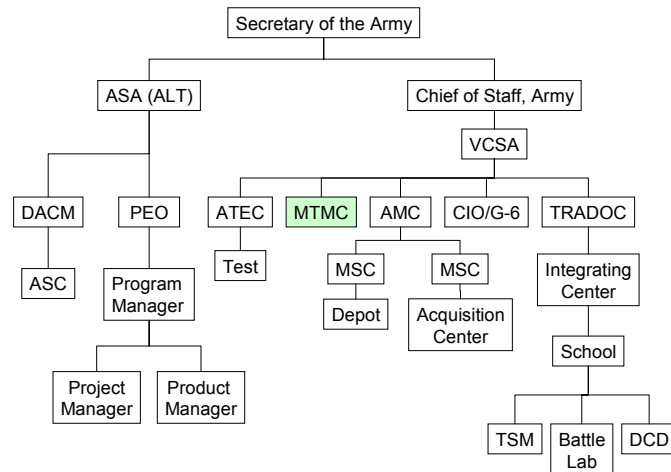 Secretary of the Army
ASA (ALT)
Chief of Staff, Army
VCSA
DACM
PEO
ATEC
MTMC
AMC
CIO/G-6
TRADOC
ASC
Program
Manager
Test
MSC
MSC
Integrating
Center
Depot
Acquisition
Center
School
Project
Manager
Product
Manager
TSM
Battle
Lab
DCD